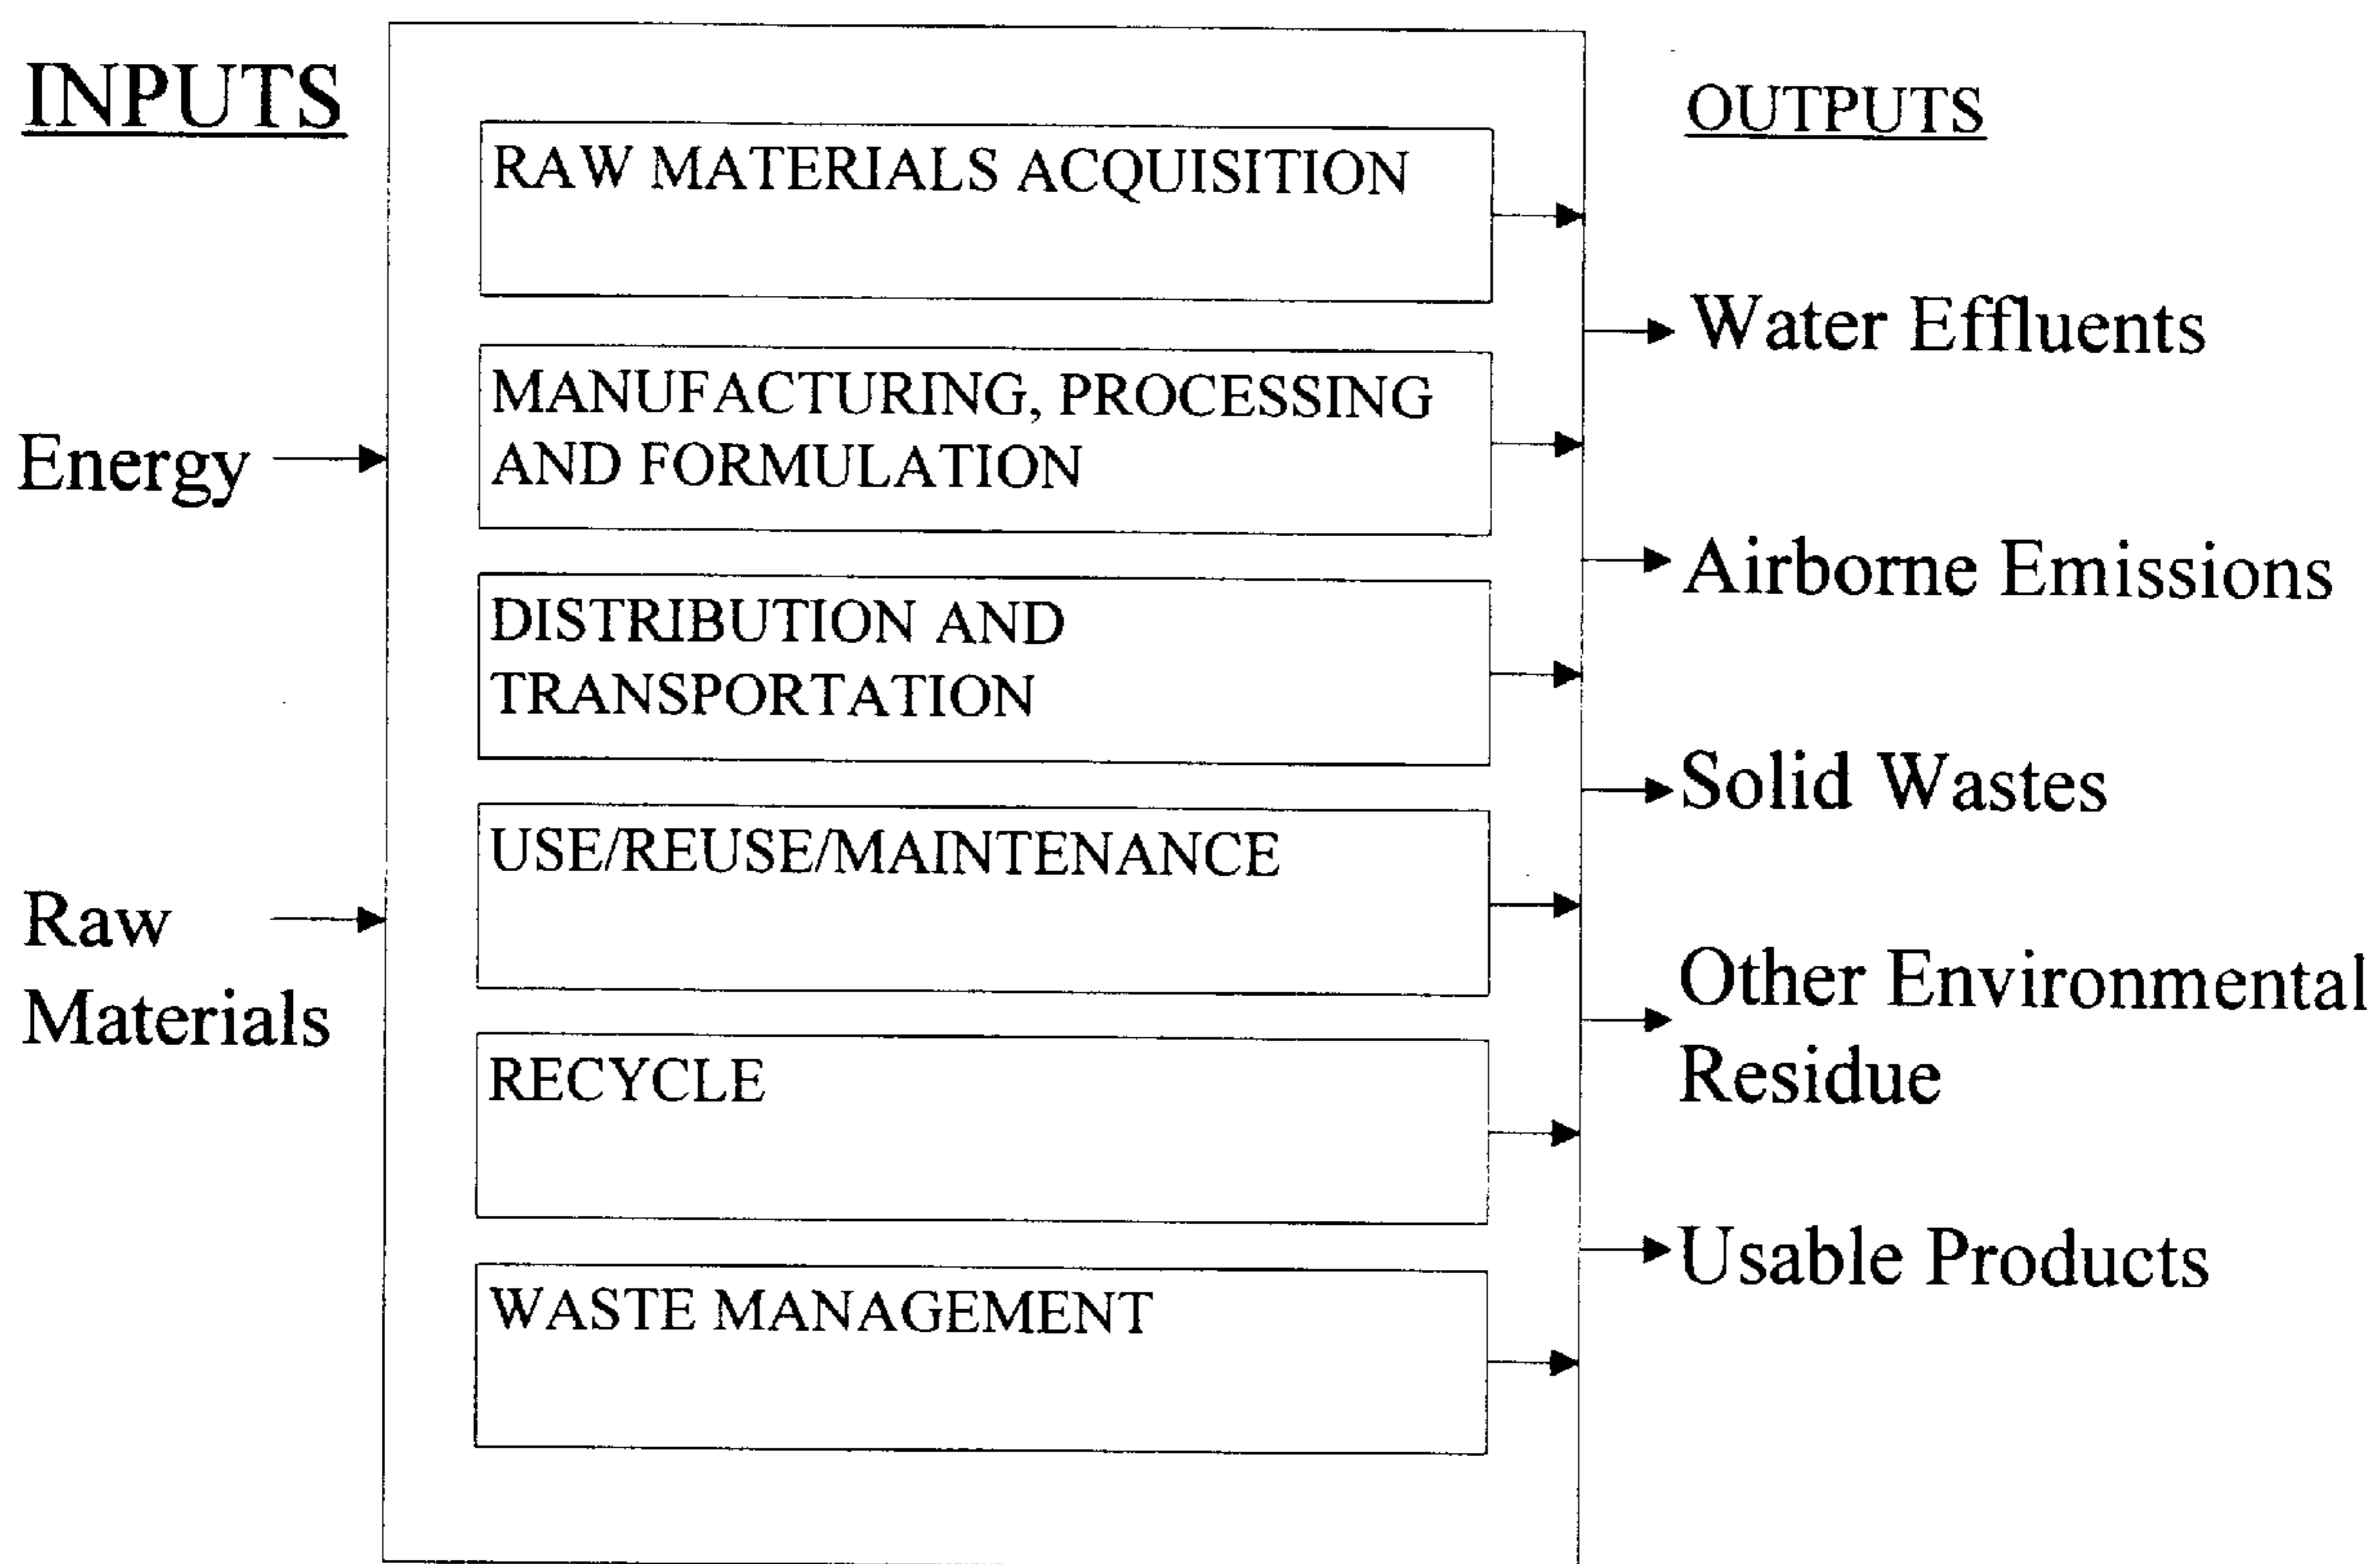 INPUTS
Energy
Raw
Materials
RAW MATERIALS ACQUISITION
MANUFACTURING, PROCESSING
AND FORMULATION
DISTRIBUTION AND
TRANSPORTATION
USE/REUSE/MAINTENANCE
RECYCLE
WASTE MANAGEMENT
OUTPUTS
Water Effluents
Airborne Emissions
Solid Wastes
Other Environmental
Residue
Usable Products